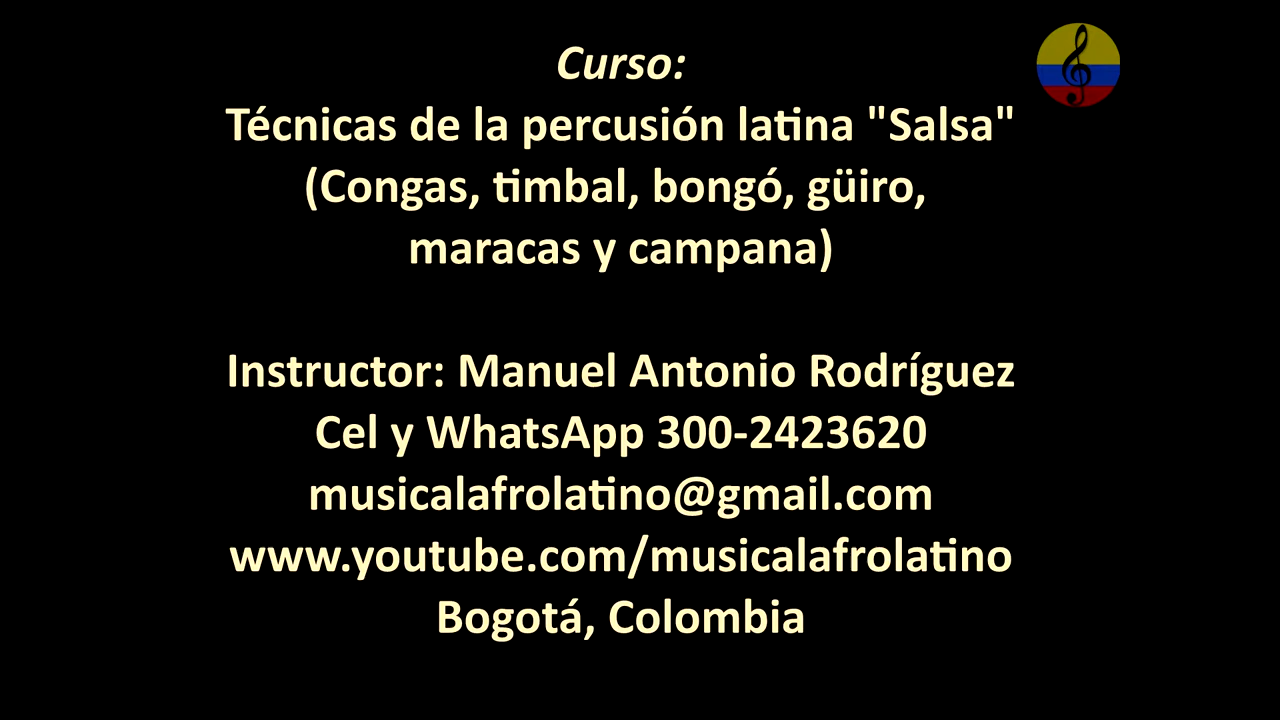 Curso:
Técnicas de la percusión latina "Salsa"
(Congas, timbal, bongó, güiro,
maracas y campana)
Instructor: Manuel Antonio Rodríguez
Cel y WhatsApp 300-2423620
musicalafrolatino@gmail.com
www.youtube.com/musicalafrolatino
Bogotá, Colombia